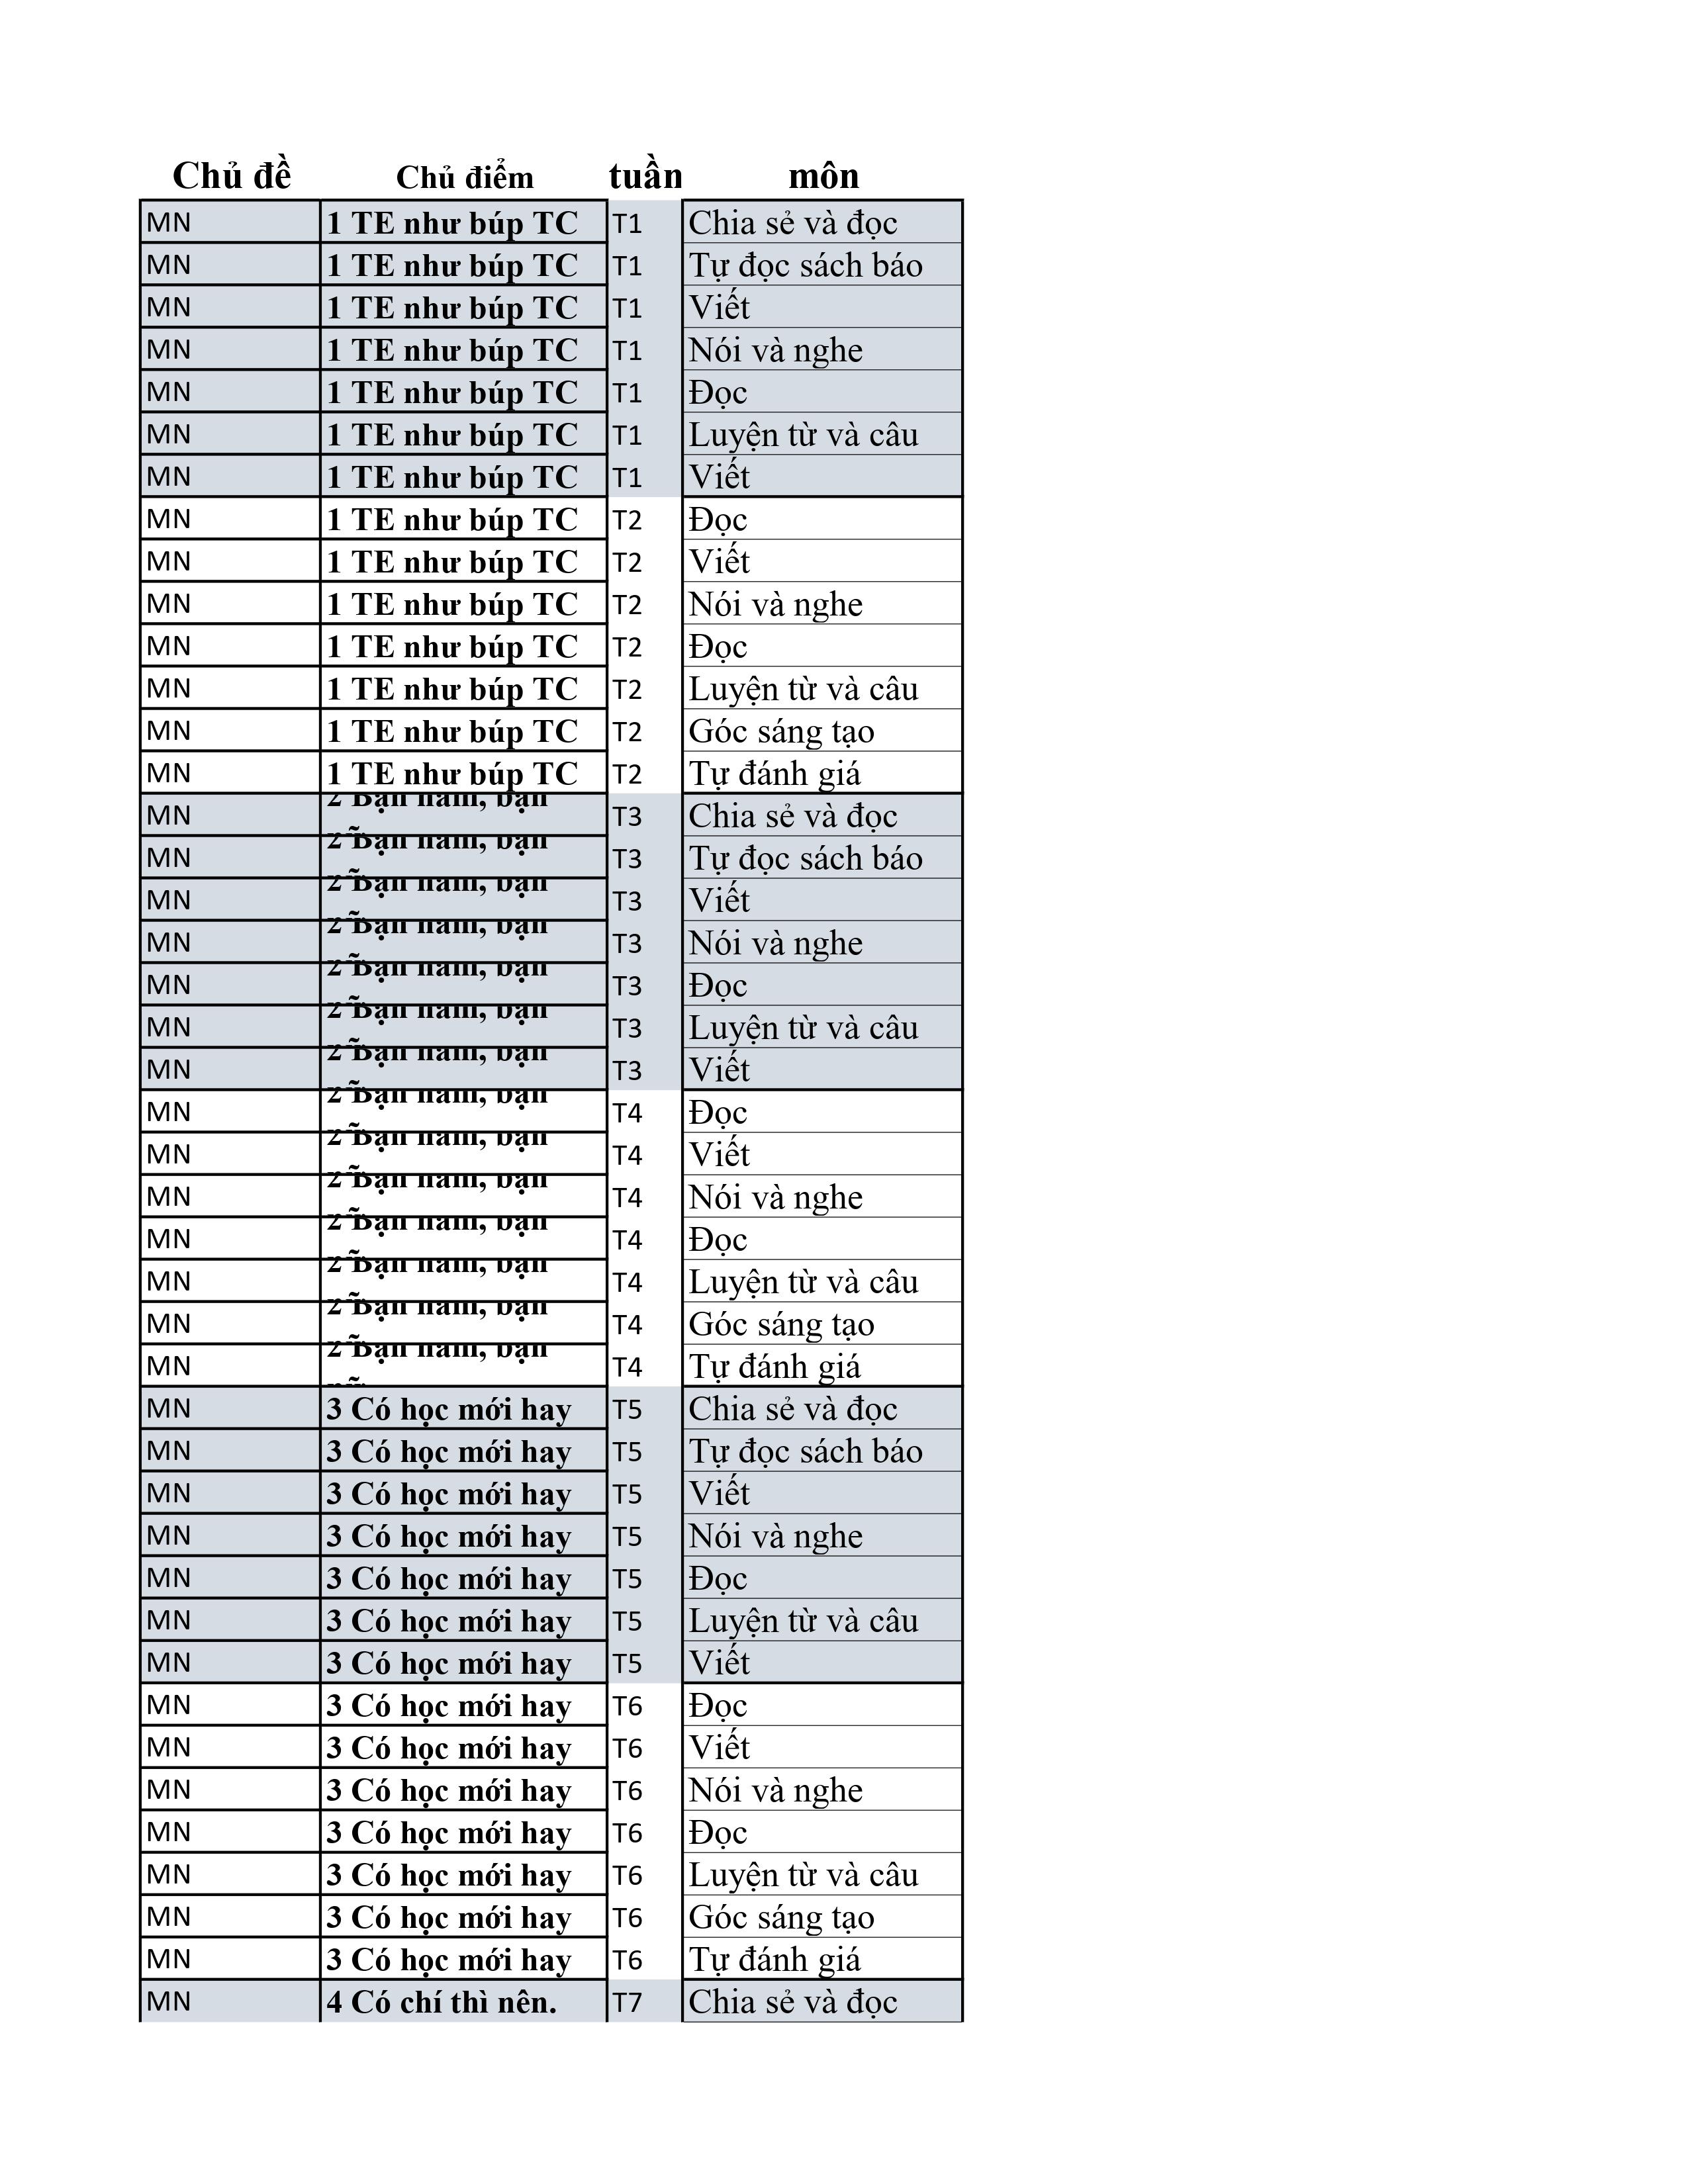 Chủ đề Chủ điểm tuần môn
MN 1 TE như búp TC T1 Chia sẻ và đọc
MN 1 TE như búp TC T1 Tự đọc sách báo
MN 1 TE như búp TC T1 Viết
MN 1 TE như búp TC T1 Nói và nghe
MN 1 TE như búp TC T1 Đọc
MN 1 TE như búp TC T1 Luyện từ và câu
MN 1 TE như búp TC T1 Viết
MN 1 TE như búp TC T2 Đọc
MN 1 TE như búp TC T2 Viết
MN 1 TE như búp TC T2 Nói và nghe
MN 1 TE như búp TC T2 Đọc
MN 1 TE như búp TC T2 Luyện từ và câu
MN 1 TE như búp TC T2 Góc sáng tạo
MN 1 TE như búp TC T2 Tự đánh giá
MN 2 Bạn nam, bạn T3 Chia sẻ và đọc
MN 2 Bạn nam, bạn T3 Tự đọc sách báo
MN 2 Bạn nam, bạn T3 Viết
MN 2 Bạn nam, bạn T3 Nói và nghe
MN 2 Bạn nam, bạn T3 Đọc
MN 2 Bạn nam, bạn T3 Luyện từ và câu
MN 2 Bạn nam, bạn T3 Viết
MN 2 Bạn nam, bạn T4 Đọc
MN 2 Bạn nam, bạn T4 Viết
MN 2 Bạn nam, bạn T4 Nói và nghe
MN 2 Bạn nam, bạn T4 Đọc
MN 2 Bạn nam, bạn T4 Luyện từ và câu
MN 2 Bạn nam, bạn T4 Góc sáng tạo
MN 2 Bạn nam, bạn T4 Tự đánh giá
MN 3 Có học mới hay T5 Chia sẻ và đọc
MN 3 Có học mới hay T5 Tự đọc sách báo
MN 3 Có học mới hay T5 Viết
MN 3 Có học mới hay T5 Nói và nghe
MN 3 Có học mới hay T5 Đọc
MN 3 Có học mới hay T5 Luyện từ và câu
MN 3 Có học mới hay T5 Viết
MN 3 Có học mới hay T6 Đọc
MN 3 Có học mới hay T6 Viết
MN 3 Có học mới hay T6 Nói và nghe
MN 3 Có học mới hay T6 Đọc
MN 3 Có học mới hay T6 Luyện từ và câu
MN 3 Có học mới hay T6 Góc sáng tạo
MN 3 Có học mới hay T6 Tự đánh giá
MN 4 Có chí thì nên. T7 Chia sẻ và đọc